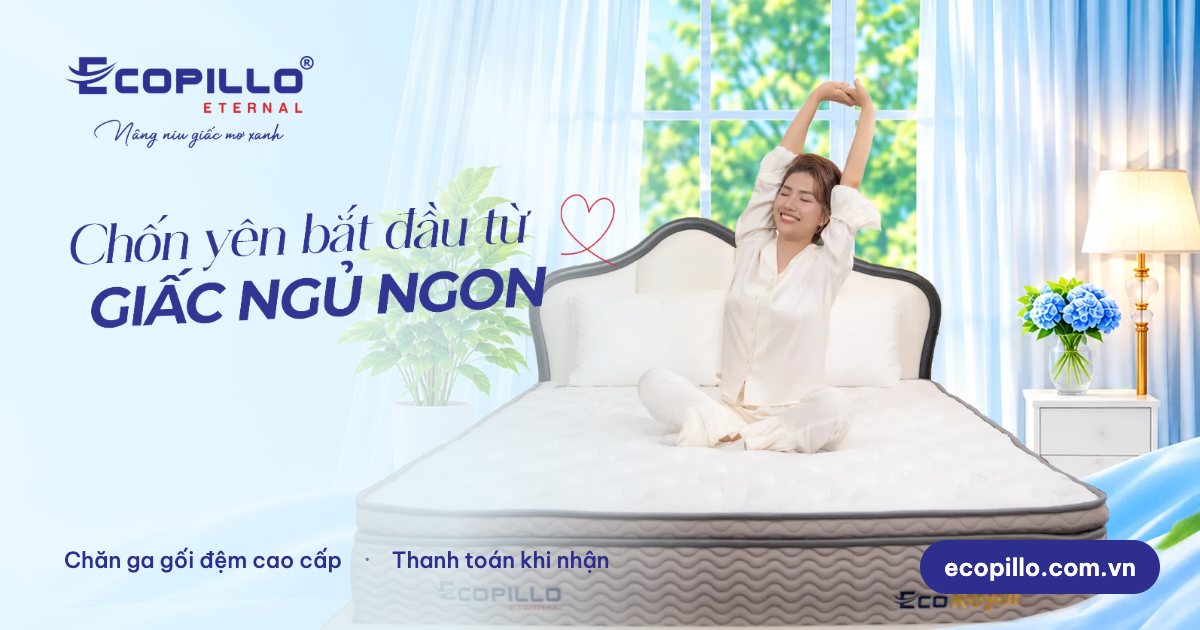 ECOPILLO®
ETERNAL
Nâng niu giấc mơ xanh
Chốn yên bắt đầu từ
GIẤC NGỦ NGON
Chăn ga gối đệm cao cấp · Thanh toán khi nhận
ecopillo.com.vn
ECOPILLO
ETERNAL
ECO